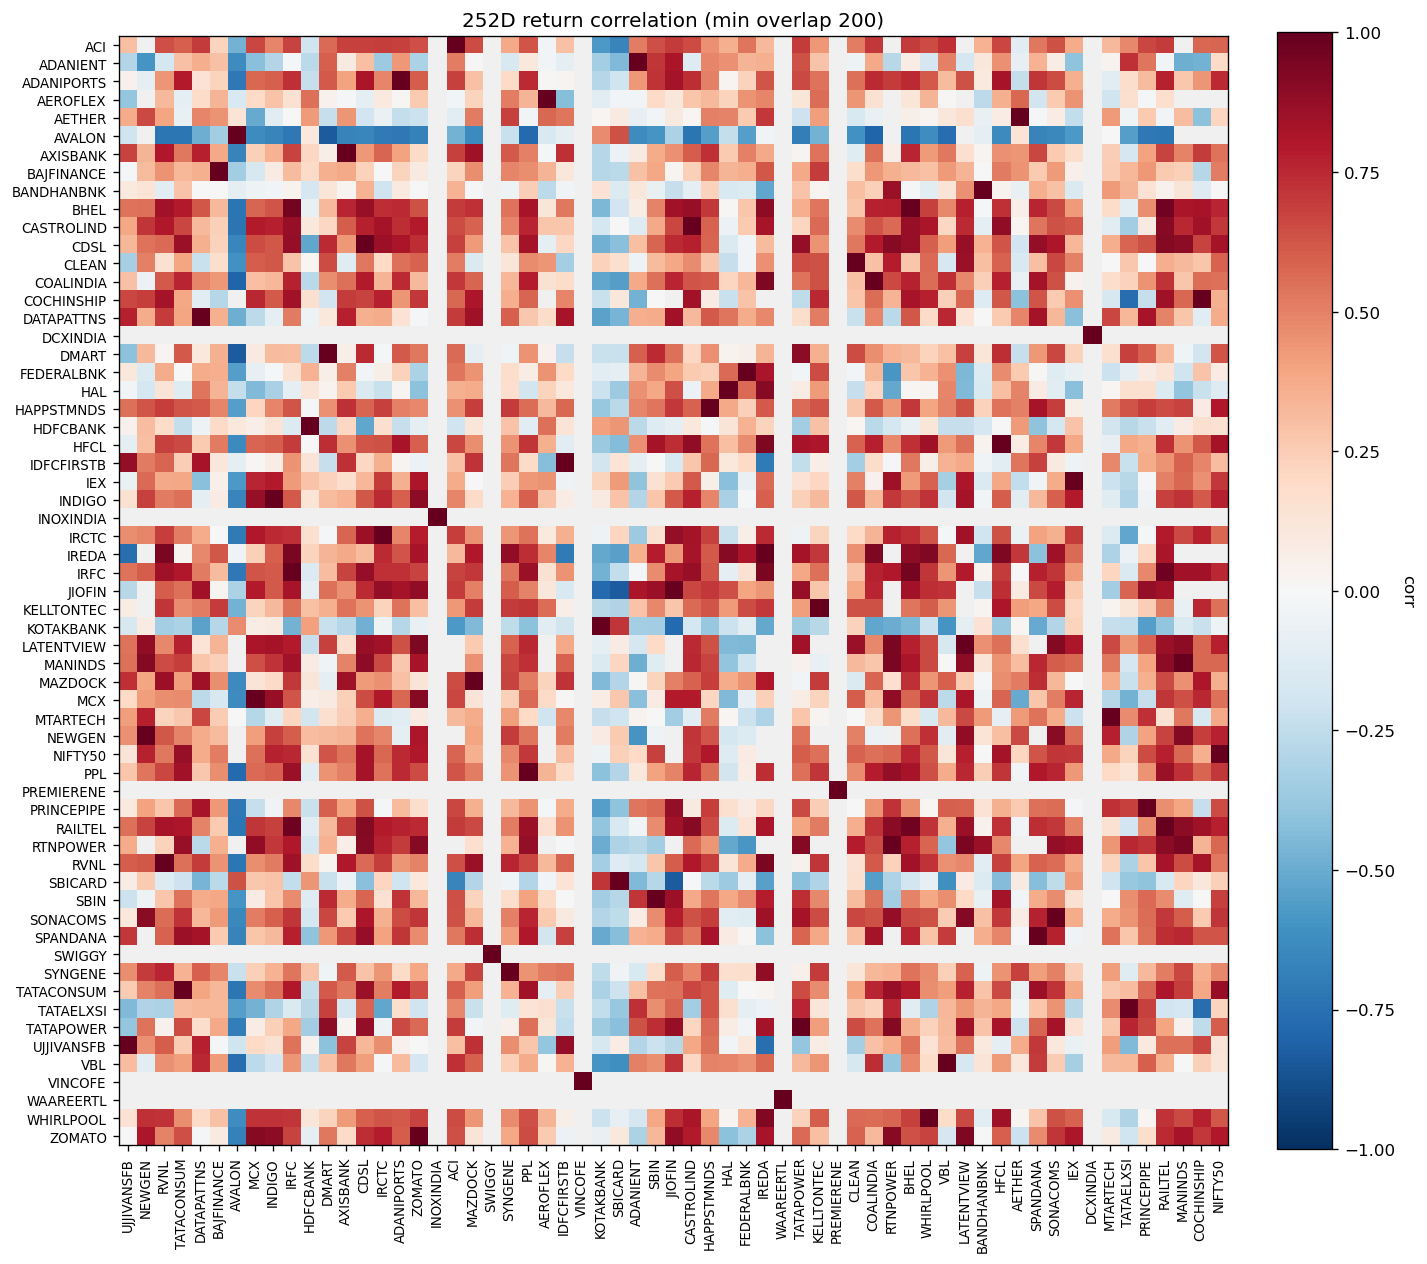 252D return correlation (min overlap 200)
ACI
ADANIENT
ADANIPORTS
AEROFLEX
AETHER
AVALON
AXISBANK
BAJFINANCE
BANDHANBNK
BHEL
CASTROLIND
CDSL
CLEAN
COALINDIA
COCHINSHIP
DATAPATTNS
DCXINDIA
DMART
FEDERALBNK
HAL
HAPPSTMNDS
HDFCBANK
HFCL
IDFCFIRSTB
IEX
INDIGO
INOXINDIA
IRCTC
IREDA
IRFC
JIOFIN
KELLTONTEC
KOTAKBANK
LATENTVIEW
MANINDS
MAZDOCK
MCX
MTARTECH
NEWGEN
NIFTY50
PPL
PREMIERENE
PRINCEPIPE
RAILTEL
RTNPOWER
RVNL
SBICARD
SBIN
SONACOMS
SPANDANA
SWIGGY
SYNGENE
TATACONSUM
TATAELXSI
TATAPOWER
UJJIVANSFB
VBL
VINCOFE
WAAREERTL
WHIRLPOOL
ZOMATO
UJJIVANSFB
NEWGEN
RVNL
TATACONSUM
DATAPATTNS
BAJFINANCE
AVALON
MCX
INDIGO
IRFC
HDFCBANK
DMART
AXISBANK
CDSL
IRCTC
ADANIPORTS
ZOMATO
INOXINDIA
ACI
MAZDOCK
SWIGGY
SYNGENE
PPL
AEROFLEX
IDFCFIRSTB
VINCOFE
KOTAKBANK
SBICARD
ADANIENT
SBIN
JIOFIN
CASTROLIND
HAPPSTMNDS
HAL
FEDERALBNK
IREDA
WAAREERTL
TATAPOWER
KELLTONTEC
PREMIERENE
CLEAN
COALINDIA
RTNPOWER
BHEL
WHIRLPOOL
VBL
LATENTVIEW
BANDHANBNK
HFCL
AETHER
SPANDANA
SONACOMS
IEX
DCXINDIA
MTARTECH
TATAELXSI
PRINCEPIPE
RAILTEL
MANINDS
COCHINSHIP
NIFTY50
1.00
0.75
0.50
0.25
0.00
−0.25
−0.50
−0.75
−1.00
corr